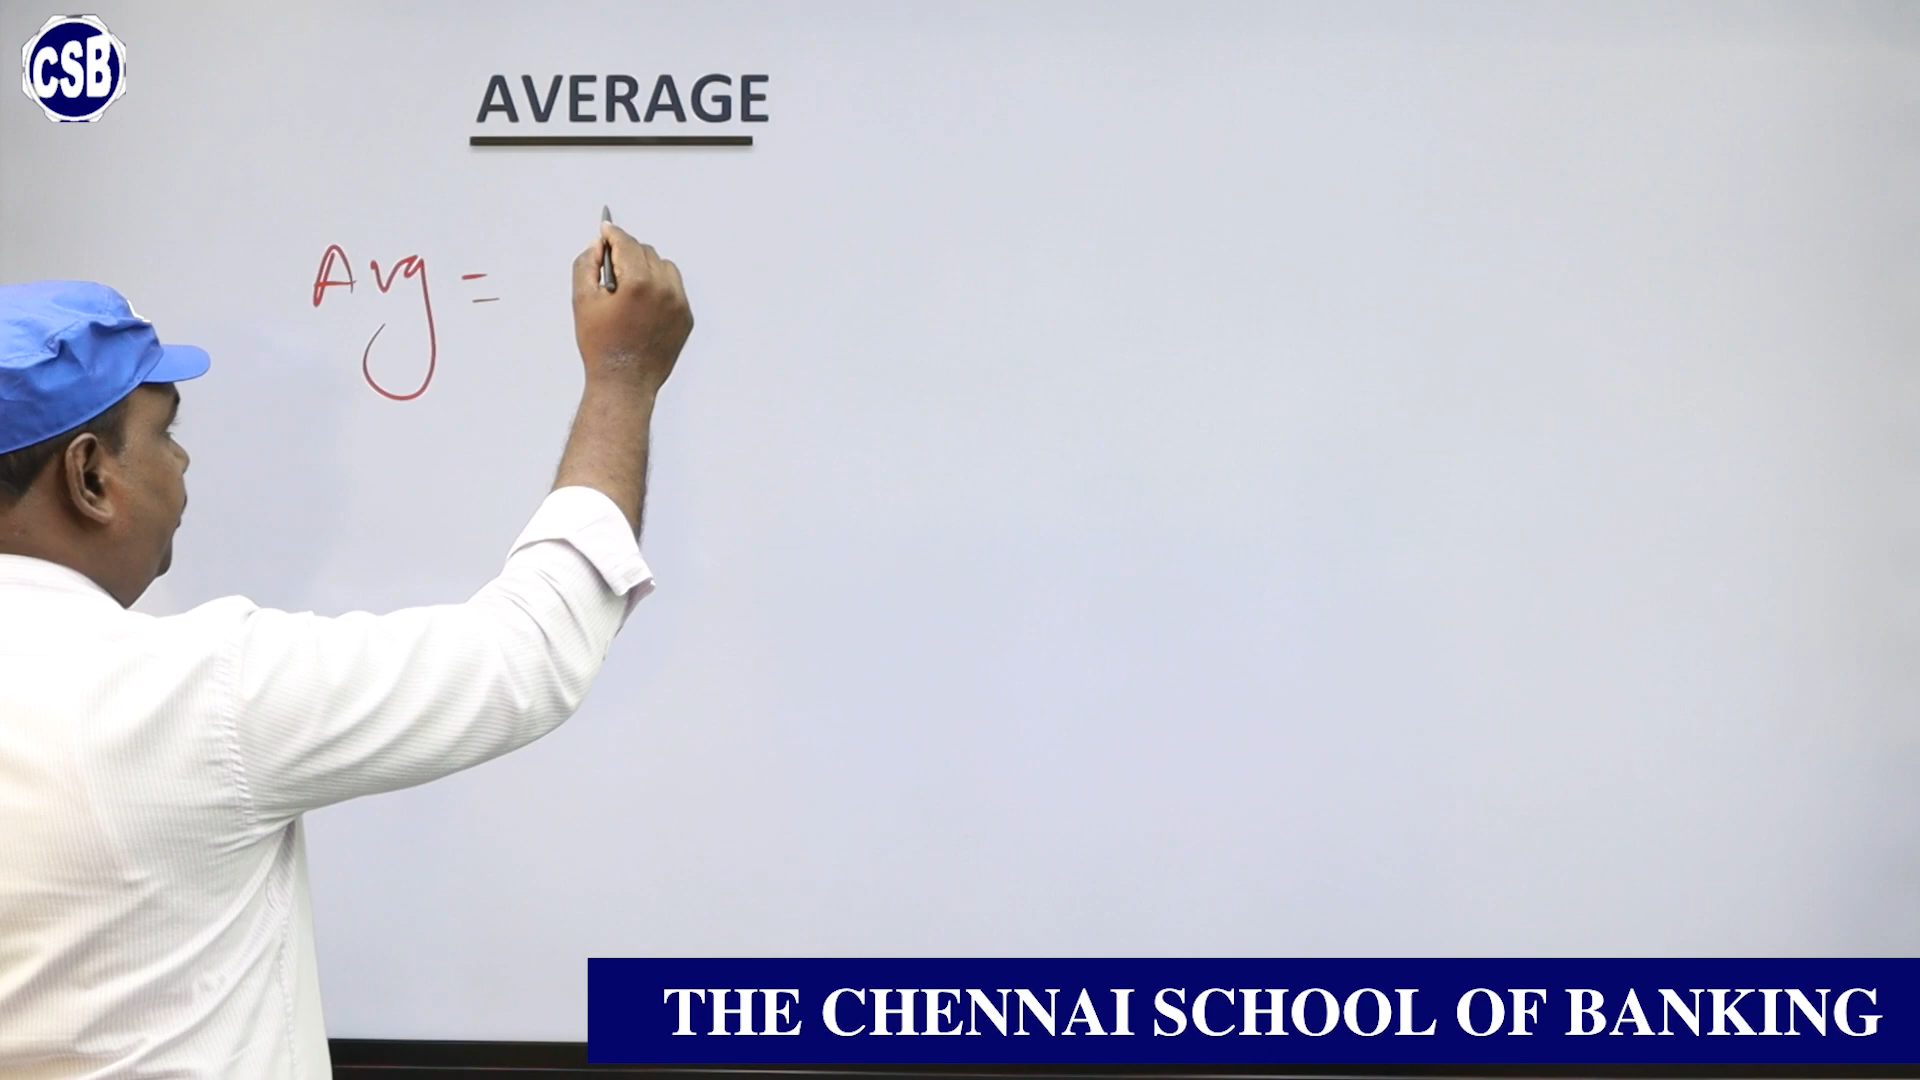 CSB
AVERAGE
Avg =
THE CHENNAI SCHOOL OF BANKING